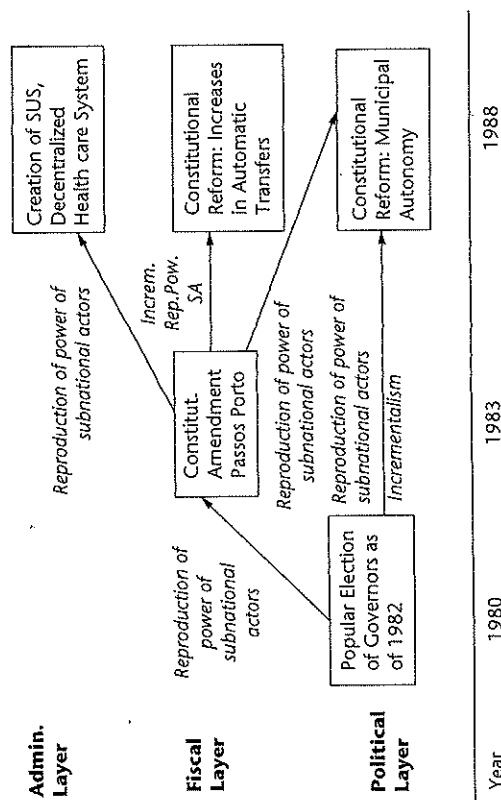 Admin.
Layer
Reproduction of power of
subnational actors
Creation of SUS,
Decentralized
Health care System
Fiscal
Layer
Reproduction of
power of
subnational
actors
Constitut.
Amendment
Passos Porto
Increm.
Rep.Pow.
SA
Constitutional
Reform: Increases
in Automatic
Transfers
Reproduction of power of
subnational actors
Political
Layer
Popular Election
of Governors as
of 1982
Reproduction of power of
subnational actors
Incrementalism
Constitutional
Reform: Municipal
Autonomy
Year
1980
1983
1988